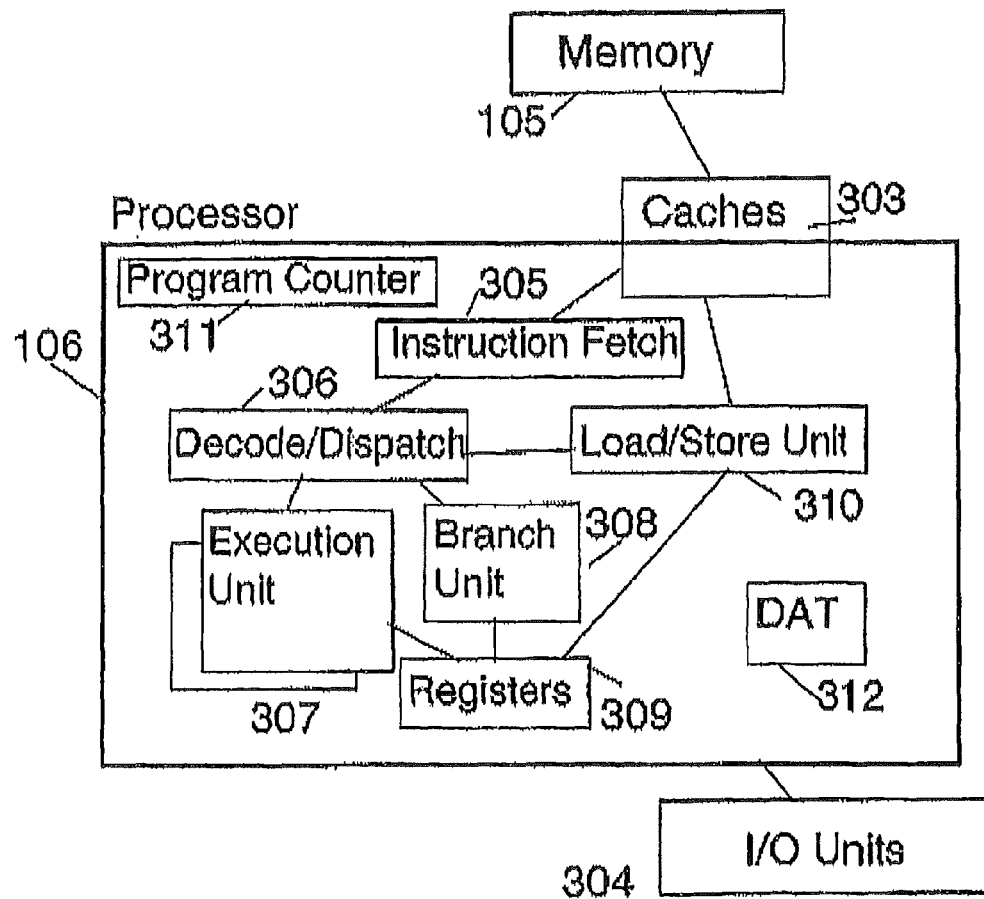 Memory
105
Processor
Caches
303
Program Counter
305
311
Instruction Fetch
106
306
Decode/Dispatch
Load/Store Unit
310
Execution
Unit
Branch
Unit
308
DAT
312
Registers
309
307
I/O Units
304